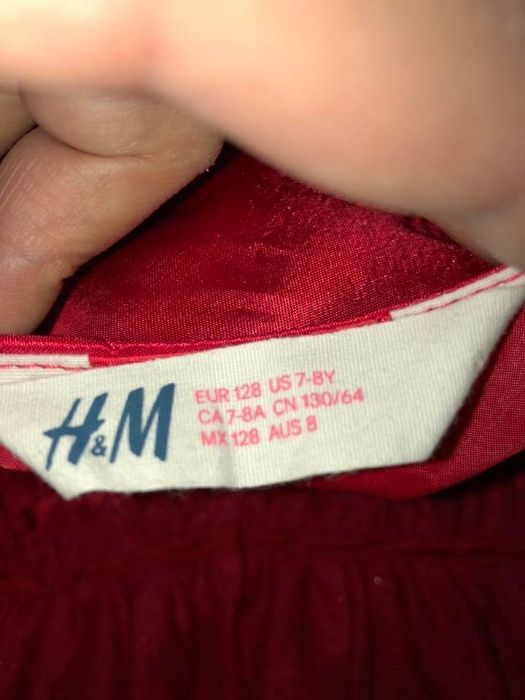 H&M
EUR 128 US 7-8Y
CA 7-8A CN 130/64
MX 128 AUS 8